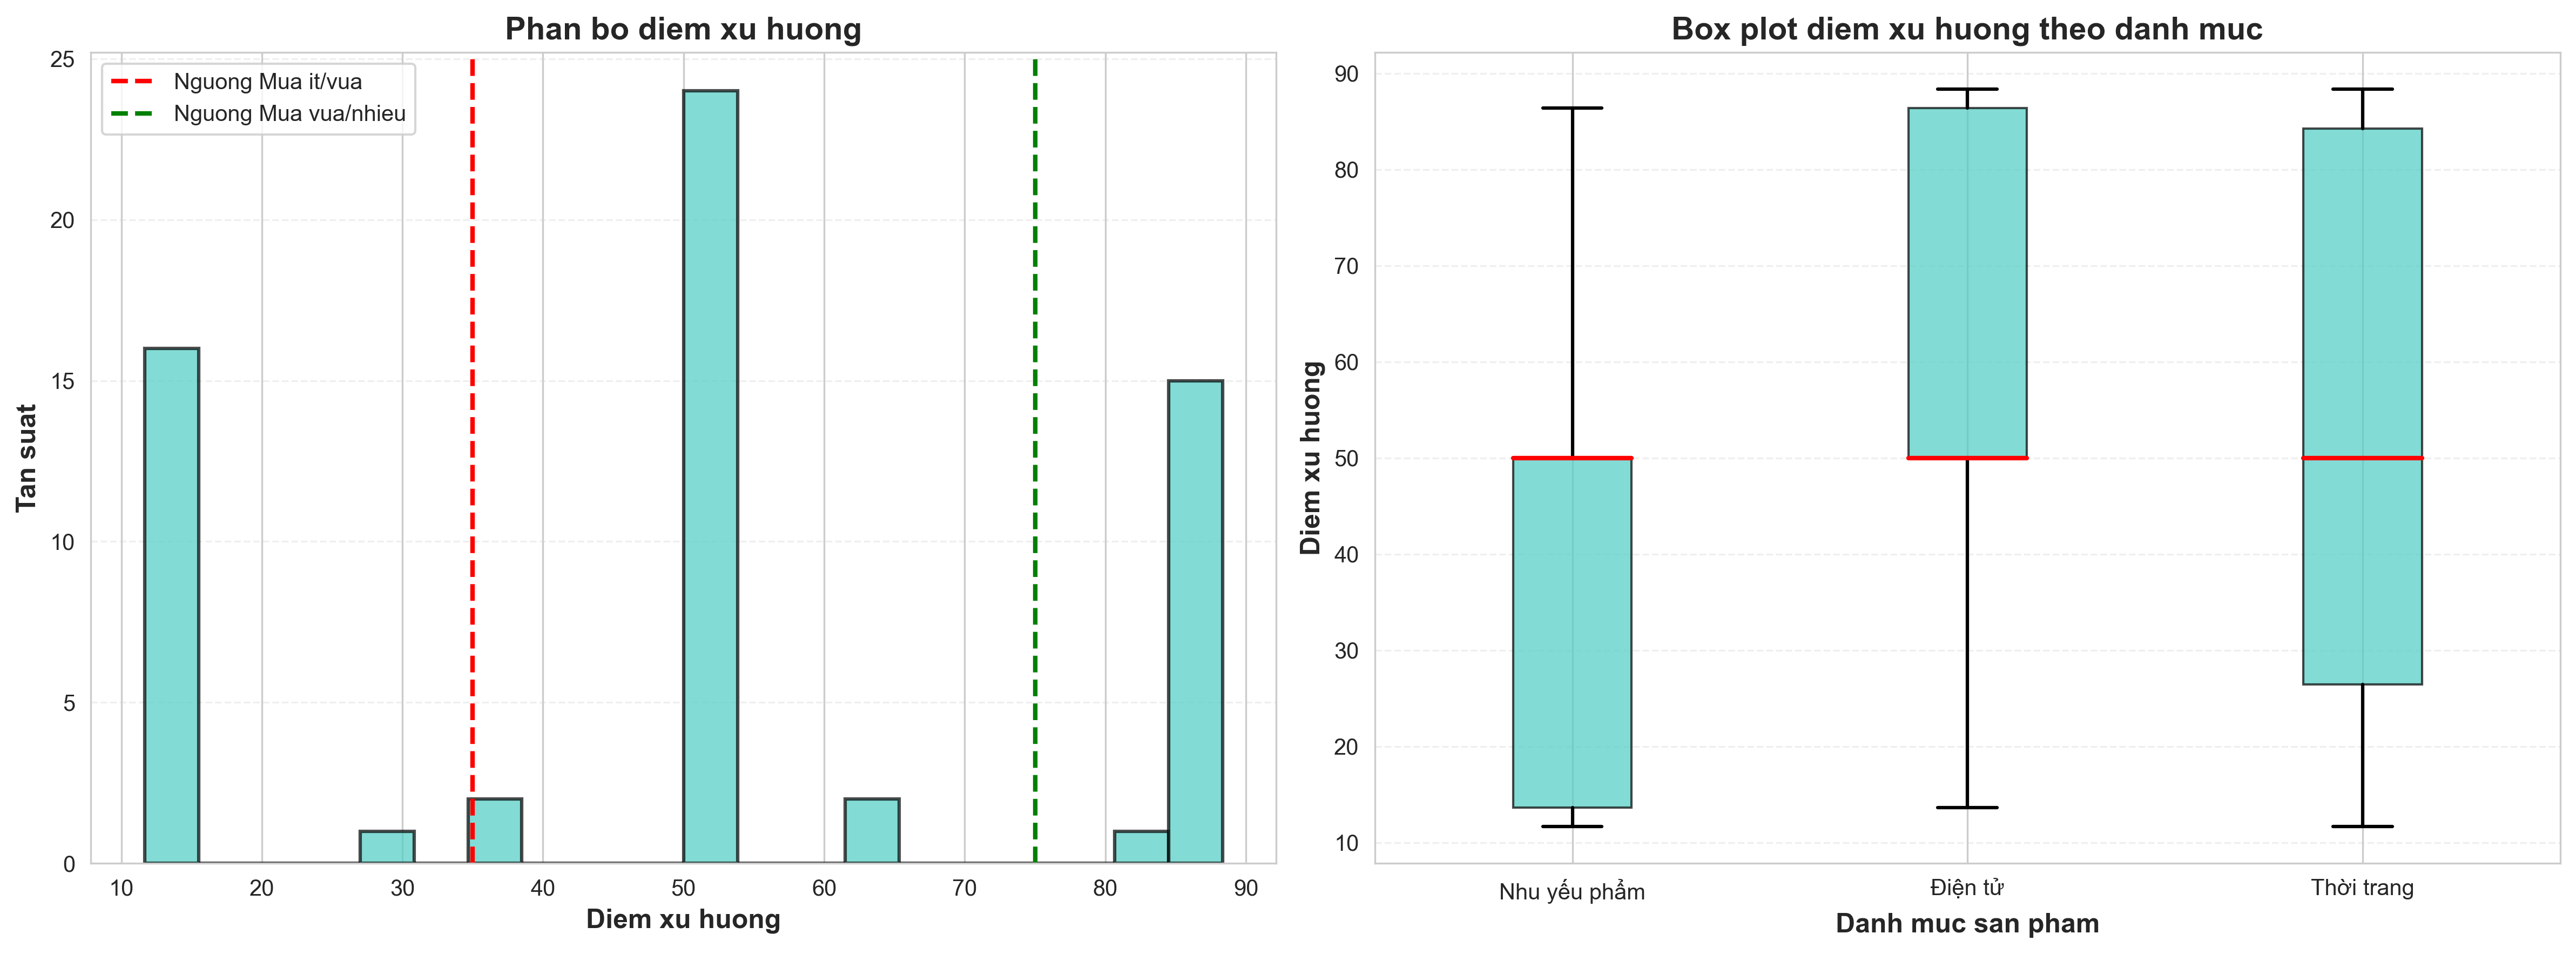 Phan bo diem xu huong
Nguong Mua it/vua
Nguong Mua vua/nhieu
Tan suat
25
20
15
10
5
0
10 20 30 40 50 60 70 80 90
Diem xu huong
Box plot diem xu huong theo danh muc
Diem xu huong
90
80
70
60
50
40
30
20
10
Nhu yếu phẩm Điện tử Thời trang
Danh muc san pham